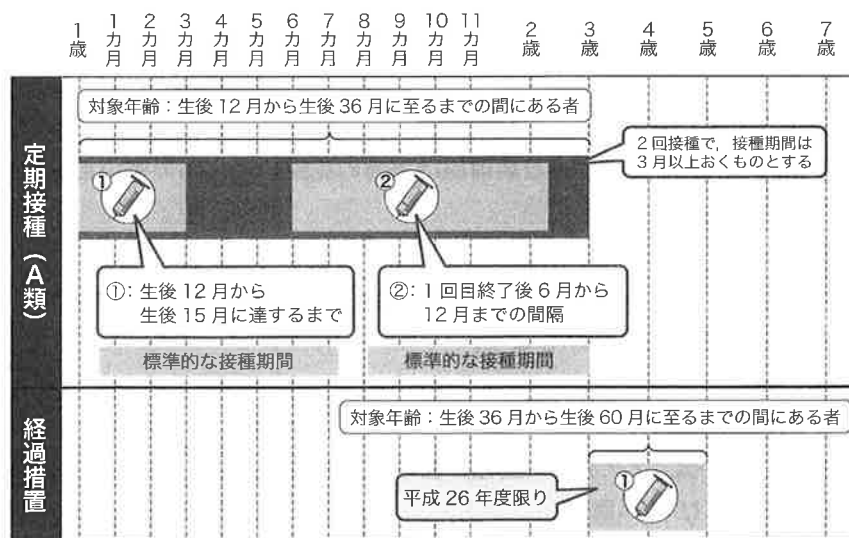 1歳
1カ月
2カ月
3カ月
4カ月
5カ月
6カ月
7カ月
8カ月
9カ月
10カ月
11カ月
2歳
3歳
4歳
5歳
6歳
7歳
定期接種（A類）
対象年齢：生後12月から生後36月に至るまでの間にある者
2回接種で，接種期間は
3月以上おくものとする
①
②
①：生後12月から
生後15月に達するまで
②：1回目終了後6月から
12月までの間隔
標準的な接種期間
標準的な接種期間
経過措置
対象年齢：生後36月から生後60月に至るまでの間にある者
平成26年度限り
①